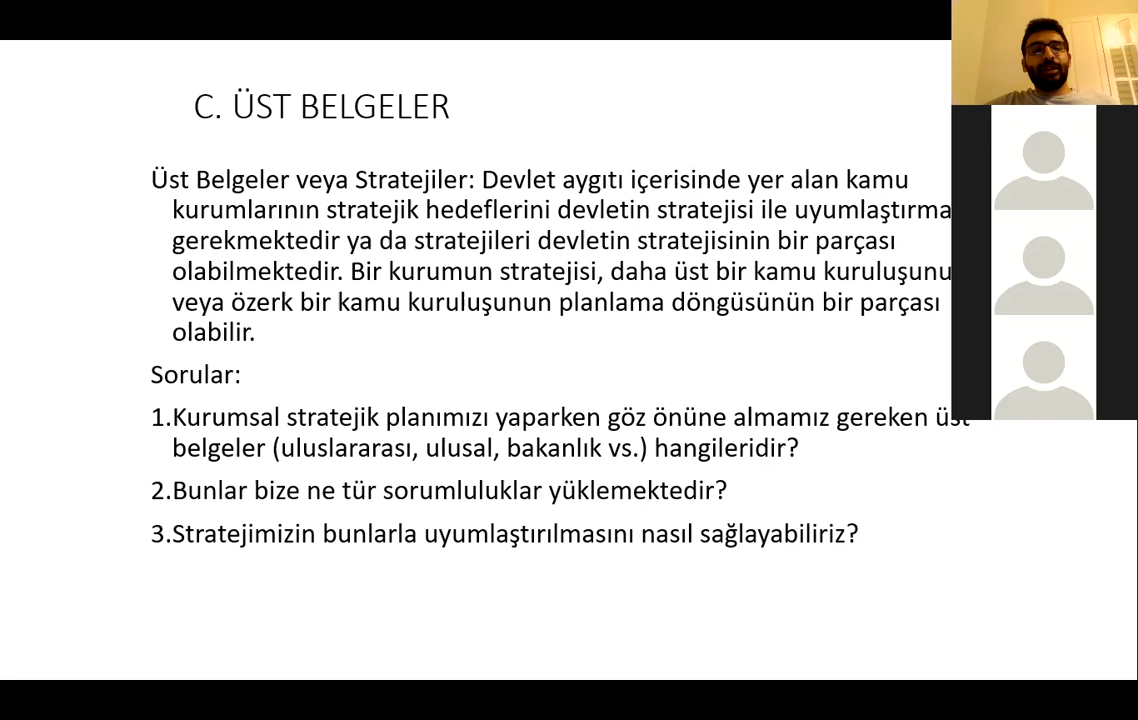 C. ÜST BELGELER
Üst Belgeler veya Stratejiler: Devlet aygıtı içerisinde yer alan kamu
kurumlarının stratejik hedeflerini devletin stratejisi ile uyumlaştırma
gerekmektedir ya da stratejileri devletin stratejisinin bir parçası
olabilmektedir. Bir kurumun stratejisi, daha üst bir kamu kuruluşunu
veya özerk bir kamu kuruluşunun planlama döngüsünün bir parçası
olabilir.
Sorular:
1.Kurumsal stratejik planımızı yaparken göz önüne almamız gereken üst
belgeler (uluslararası, ulusal, bakanlık vs.) hangileridir?
2.Bunlar bize ne tür sorumluluklar yüklemektedir?
3.Stratejimizin bunlarla uyumlaştırılmasını nasıl sağlayabiliriz?